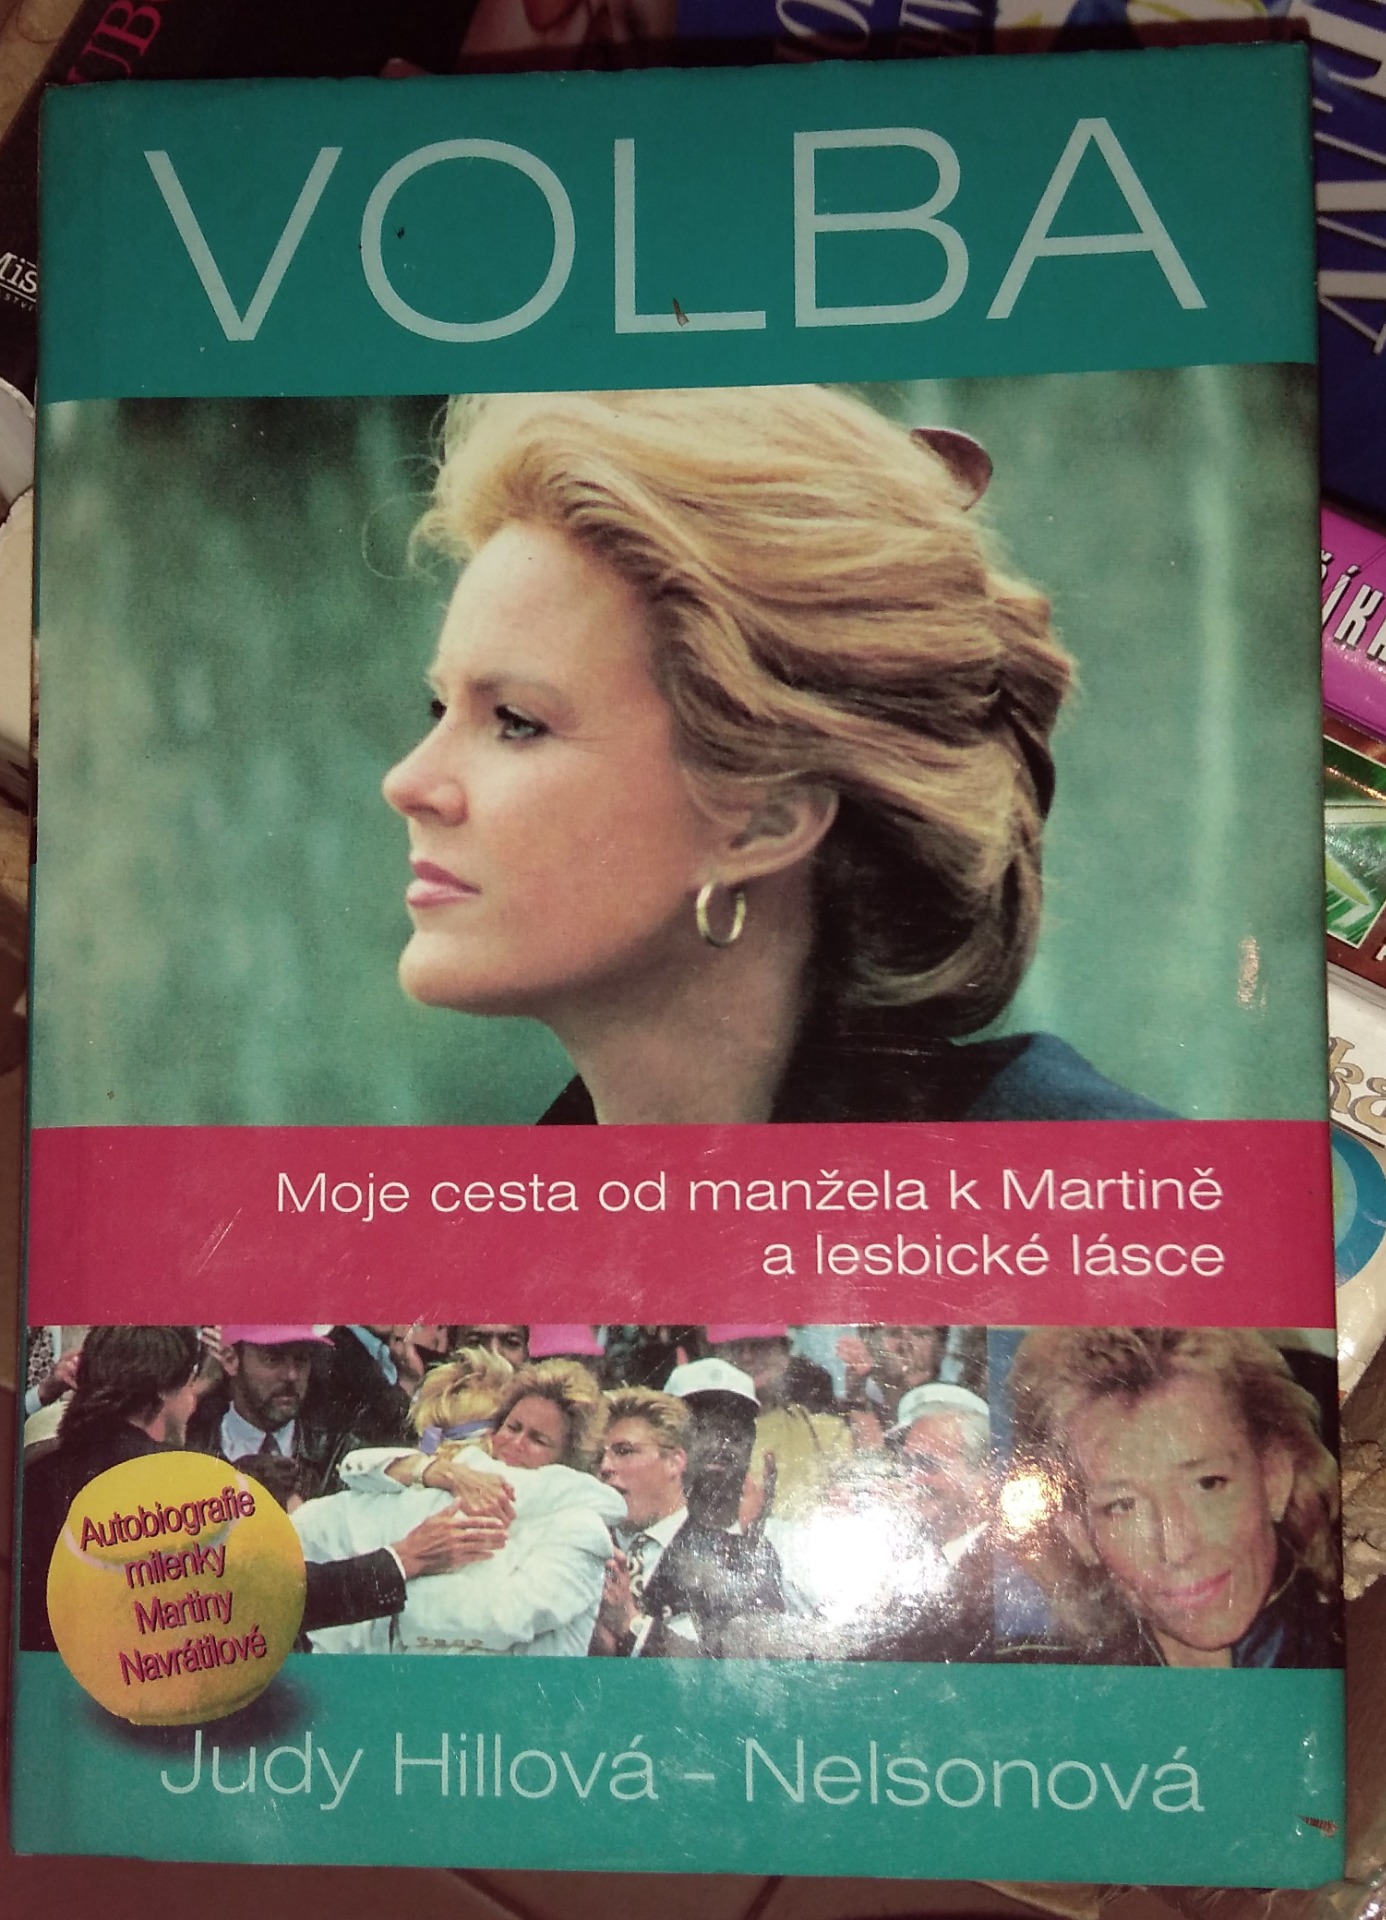 VOLBA
Moje cesta od manžela k Martině
a lesbické lásce
Autobiografie
milenky
Martiny
Navrátilové
Judy Hillová - Nelsonová